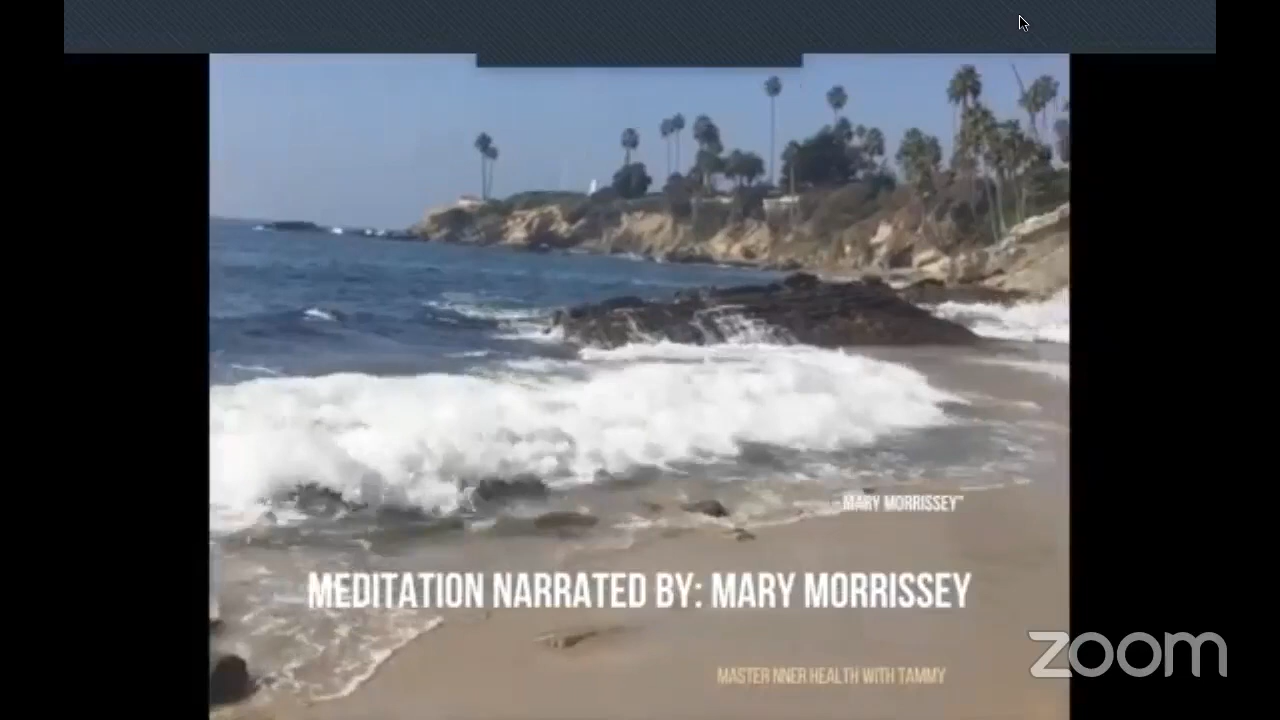 - MARY MORRISSEY"
MEDITATION NARRATED BY: MARY MORRISSEY
MASTER NNER HEALTH WITH TAMMY
zoom